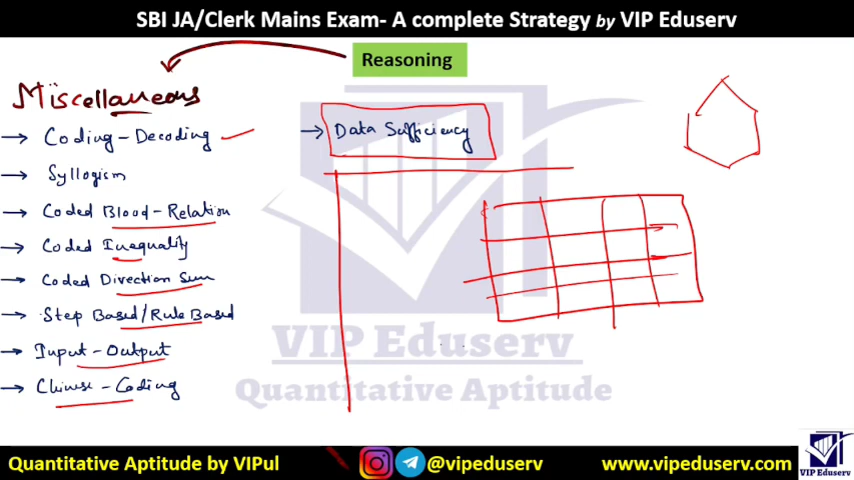 SBI JA/Clerk Mains Exam- A complete Strategy by VIP Eduserv
Reasoning
Miscellaneous
→ Coding-Decoding
→ Syllogism
→ Coded Blood-Relation
→ Coded Inequality
→ Coded Direction Sense
→ Step Based/Rule Based
→ Input-Output
→ Chinese-Coding
→ Data Sufficiency
VIP Eduserv
Quantitative Aptitude
Quantitative Aptitude by VIPul
@vipeduserv
www.vipeduserv.com
VIP Eduserv